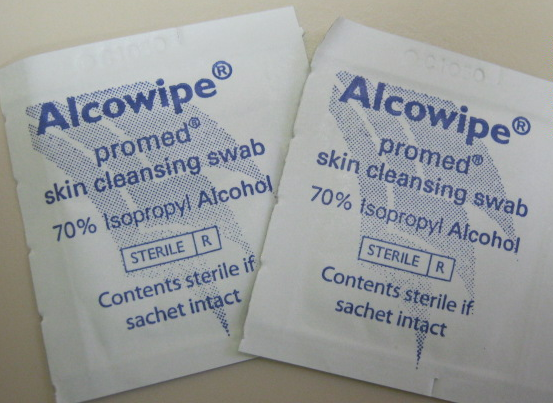 Alcowipe®
promed®
skin cleansing swab
70% Isopropyl Alcohol
STERILE R
Contents sterile if
sachet intact
Alcowipe®
promed®
skin cleansing swab
70% Isopropyl Alcohol
STERILE R
Contents sterile if
sachet intact